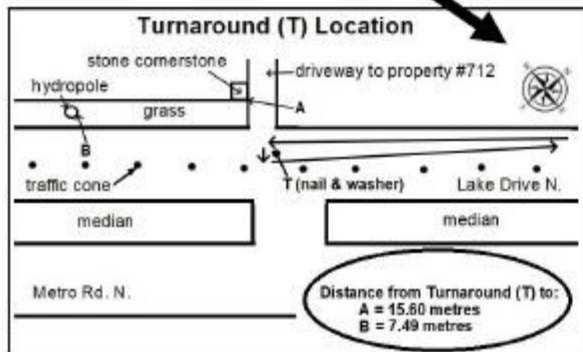 Turnaround (T) Location
stone cornerstone
driveway to property #712
hydropole
grass
A
B
T (nail & washer)
traffic cone
Lake Drive N.
median
median
Metro Rd. N.
Distance from Turnaround (T) to:
A = 15.60 metres
B = 7.49 metres